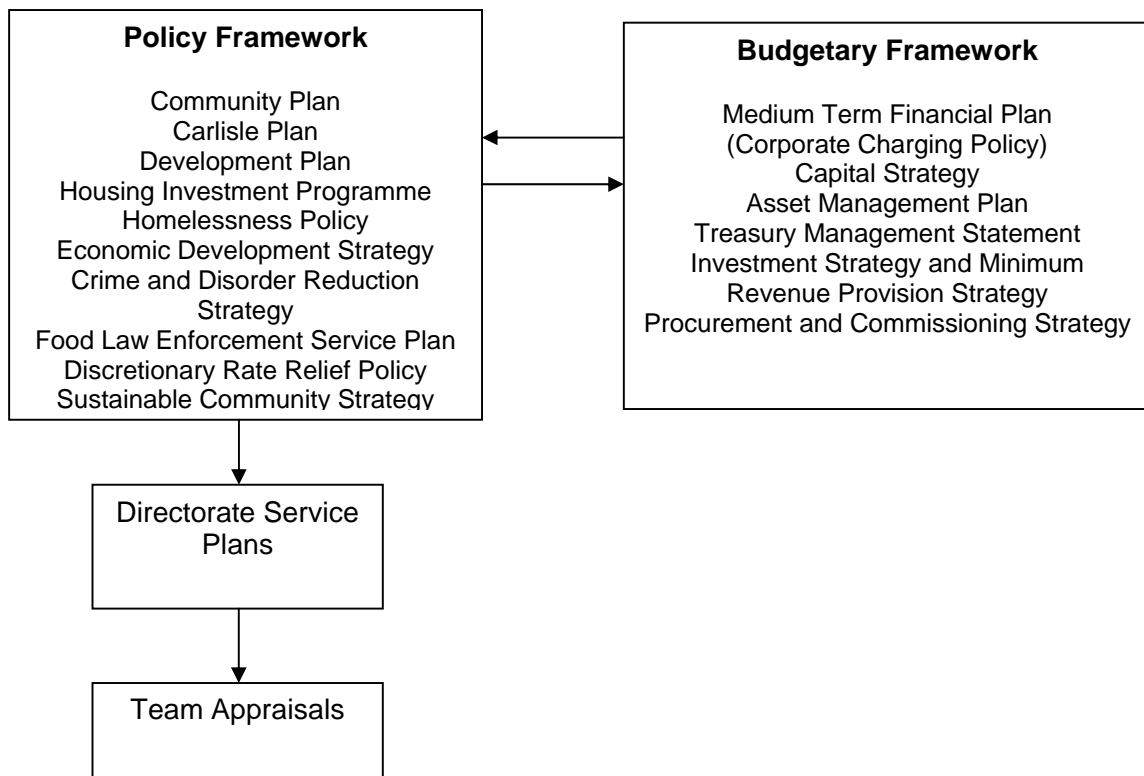 Policy Framework
Community Plan
Carlisle Plan
Development Plan
Housing Investment Programme
Homelessness Policy
Economic Development Strategy
Crime and Disorder Reduction
Strategy
Food Law Enforcement Service Plan
Discretionary Rate Relief Policy
Sustainable Community Strategy
Budgetary Framework
Medium Term Financial Plan
(Corporate Charging Policy)
Capital Strategy
Asset Management Plan
Treasury Management Statement
Investment Strategy and Minimum
Revenue Provision Strategy
Procurement and Commissioning Strategy
Directorate Service
Plans
Team Appraisals